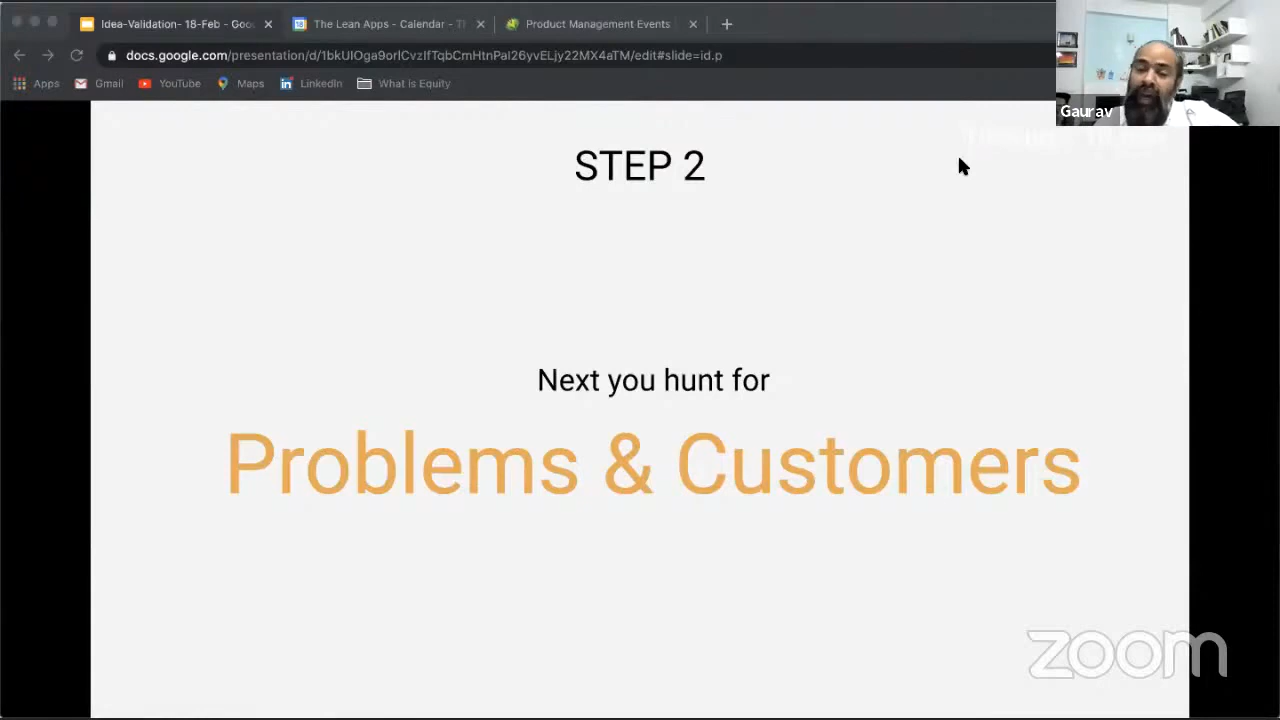 Idea-Validation- 18-Feb - Goo
The Lean Apps - Calendar - T
Product Management Events
docs.google.com/presentation/d/1bkUIOga9orlCvzIfTqbCmHtnPaI26yvELjy22MX4aTM/edit#slide=id.p
Apps
Gmail
YouTube
Maps
LinkedIn
What is Equity
Gaurav
STEP 2
Next you hunt for
Problems & Customers
zoom